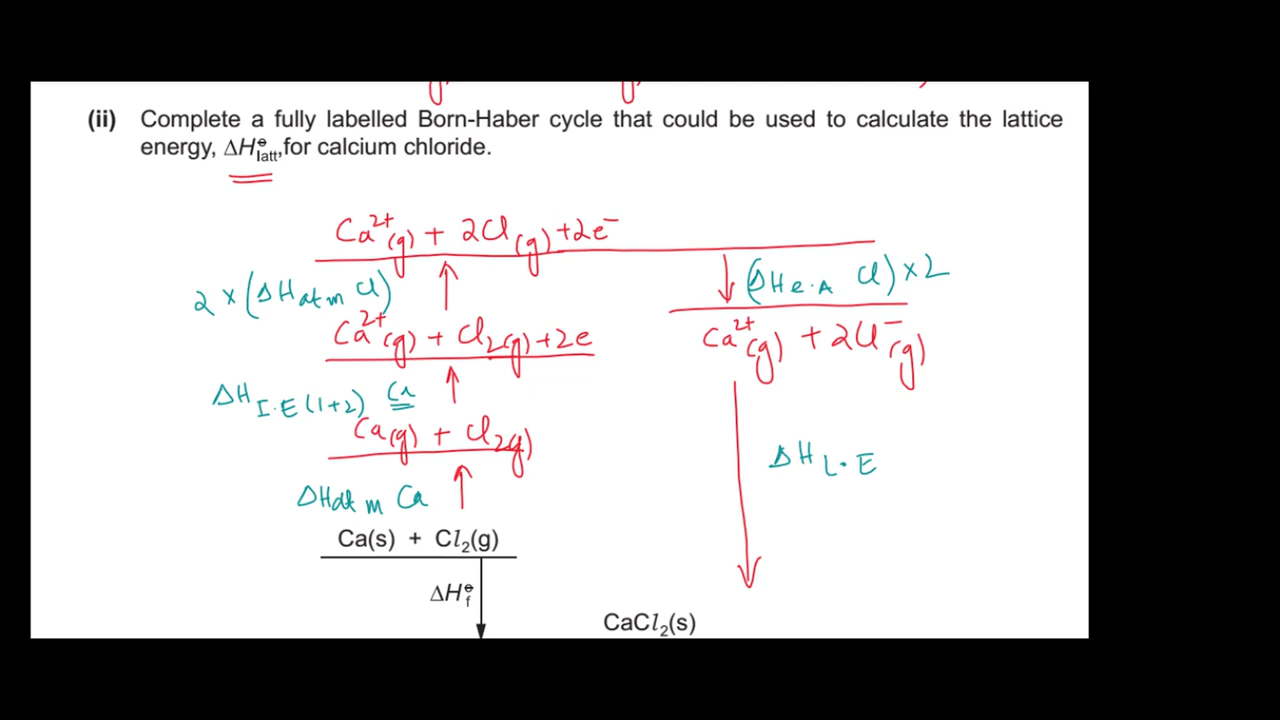 (ii) Complete a fully labelled Born-Haber cycle that could be used to calculate the lattice
energy, ΔH⦵latt, for calcium chloride.
Ca²⁺(g) + 2Cl(g) + 2e⁻
2 × (ΔHatm Cl)
(ΔHe.A Cl) × 2
Ca²⁺(g) + Cl₂(g) + 2e
Ca²⁺(g) + 2Cl⁻(g)
ΔH I.E (1+2) Ca
Ca(g) + Cl₂(g)
ΔH L.E
ΔHatm Ca
Ca(s) + Cl₂(g)
ΔH⦵f
CaCl₂(s)